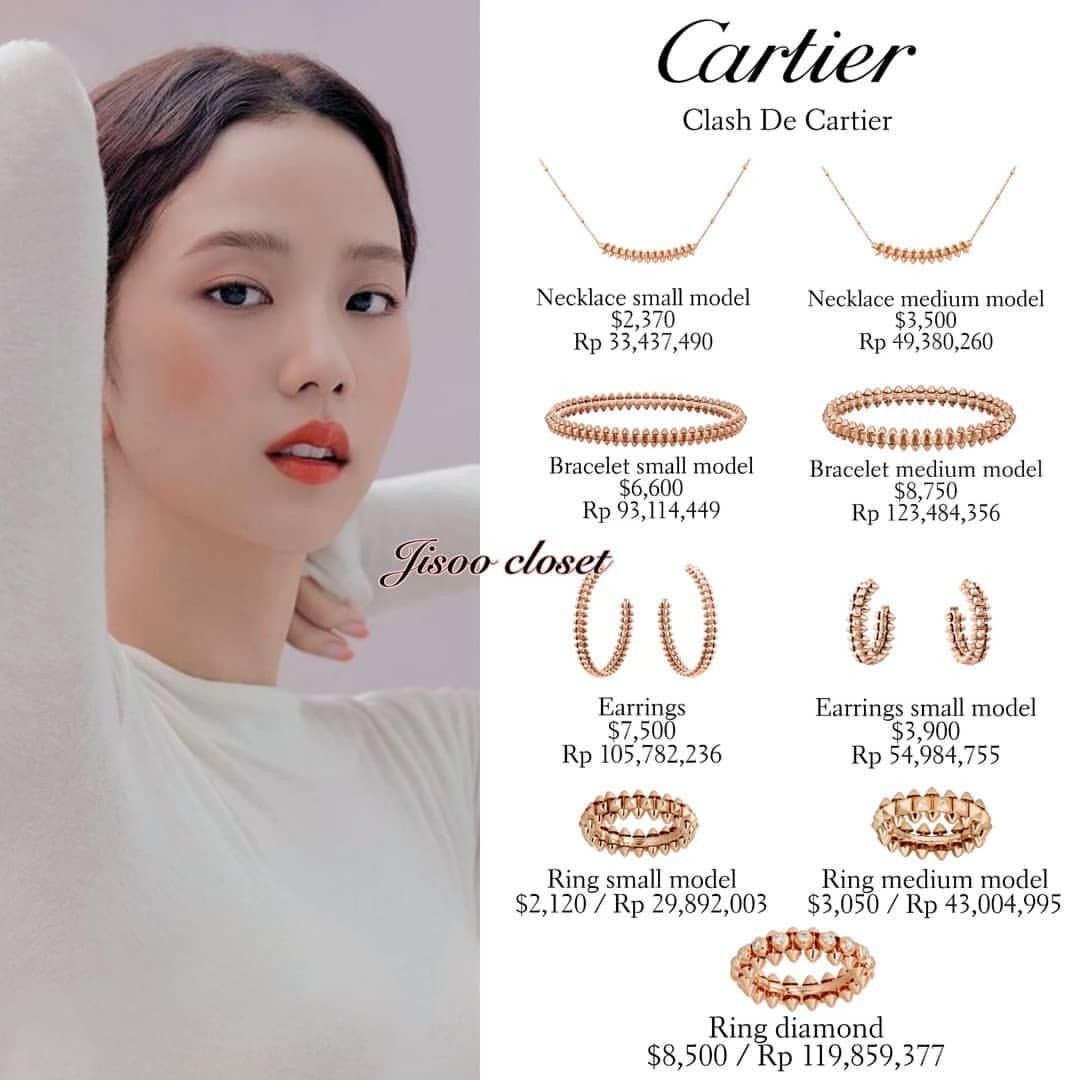 Cartier
Clash De Cartier
Necklace small model
$2,370
Rp 33,437,490
Necklace medium model
$3,500
Rp 49,380,260
Bracelet small model
$6,600
Rp 93,114,449
Bracelet medium model
$8,750
Rp 123,484,356
Jisoo closet
Earrings
$7,500
Rp 105,782,236
Earrings small model
$3,900
Rp 54,984,755
Ring small model
$2,120 / Rp 29,892,003
Ring medium model
$3,050 / Rp 43,004,995
Ring diamond
$8,500 / Rp 119,859,377